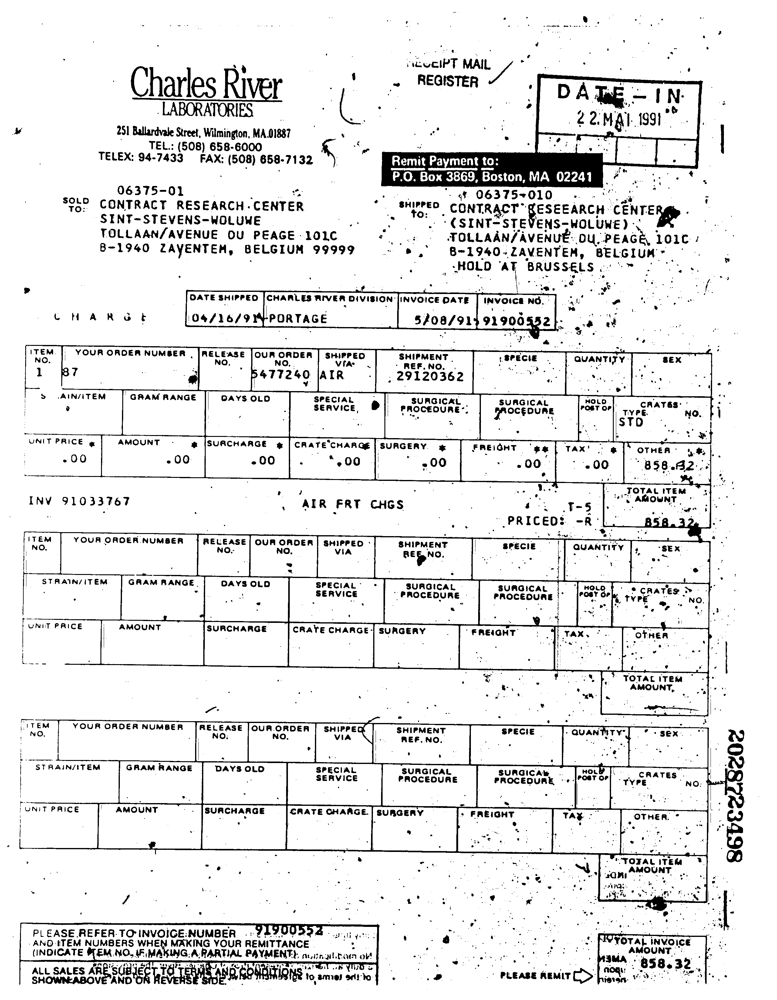 RECEIPT MAIL
REGISTER
Charles River
LABORATORIES
251 Ballardvale Street, Wilmington, MA.01887
TEL.: (508) 658-6000
TELEX: 94-7433 FAX: (508) 658-7132
DATE-IN
22. MAI 1991
Remit Payment to:
P.O. Box 3869, Boston, MA 02241
06375-01
SOLD TO:
CONTRACT RESEARCH CENTER
SINT-STEVENS-WOLUWE
TOLLAAN/AVENUE DU PEAGE 101C
B-1940 ZAVENTEM, BELGIUM 99999
06375-010
SHIPPED TO:
CONTRACT RESEEARCH CENTER
(SINT-STEVENS-WOLUWE)
TOLLAAN/AVENUE DU PEAGE 101C
B-1940 ZAVENTEM, BELGIUM
HOLD AT BRUSSELS
CHARGE
DATE SHIPPED CHARLES RIVER DIVISION INVOICE DATE INVOICE NO.
04/16/91 PORTAGE 5/08/91 91900552
ITEM NO. YOUR ORDER NUMBER RELEASE NO. OUR ORDER NO. SHIPPED VIA SHIPMENT REF. NO. SPECIE QUANTITY SEX
1 87 5477240 AIR 29120362
S AIN/ITEM GRAM RANGE DAYS OLD SPECIAL SERVICE SURGICAL PROCEDURE SURGICAL PROCEDURE HOLD POST OP CRATES TYPE NO.
STD
UNIT PRICE * AMOUNT * SURCHARGE * CRATE CHARGE * SURGERY * FREIGHT ** TAX * OTHER *
.00 .00 .00 .00 .00 .00 .00 858.32
INV 91033767 AIR FRT CHGS T-5
PRICED: -R
TOTAL ITEM AMOUNT
858.32
ITEM NO. YOUR ORDER NUMBER RELEASE NO. OUR ORDER NO. SHIPPED VIA SHIPMENT REF. NO. SPECIE QUANTITY SEX
STRAIN/ITEM GRAM RANGE DAYS OLD SPECIAL SERVICE SURGICAL PROCEDURE SURGICAL PROCEDURE HOLD POST OP CRATES TYPE NO.
UNIT PRICE AMOUNT SURCHARGE CRATE CHARGE SURGERY FREIGHT TAX OTHER
TOTAL ITEM AMOUNT
ITEM NO. YOUR ORDER NUMBER RELEASE NO. OUR ORDER NO. SHIPPED VIA SHIPMENT REF. NO. SPECIE QUANTITY SEX
STRAIN/ITEM GRAM RANGE DAYS OLD SPECIAL SERVICE SURGICAL PROCEDURE SURGICAL PROCEDURE HOLD POST OP CRATES TYPE NO.
UNIT PRICE AMOUNT SURCHARGE CRATE CHARGE SURGERY FREIGHT TAX OTHER
TOTAL ITEM AMOUNT
2028723498
PLEASE REFER TO INVOICE NUMBER 91900552
AND ITEM NUMBERS WHEN MAKING YOUR REMITTANCE
(INDICATE ITEM NO. IF MAKING A PARTIAL PAYMENT)
ALL SALES ARE SUBJECT TO TERMS AND CONDITIONS
SHOWN ABOVE AND ON REVERSE SIDE
PLEASE REMIT
TOTAL INVOICE AMOUNT
858.32